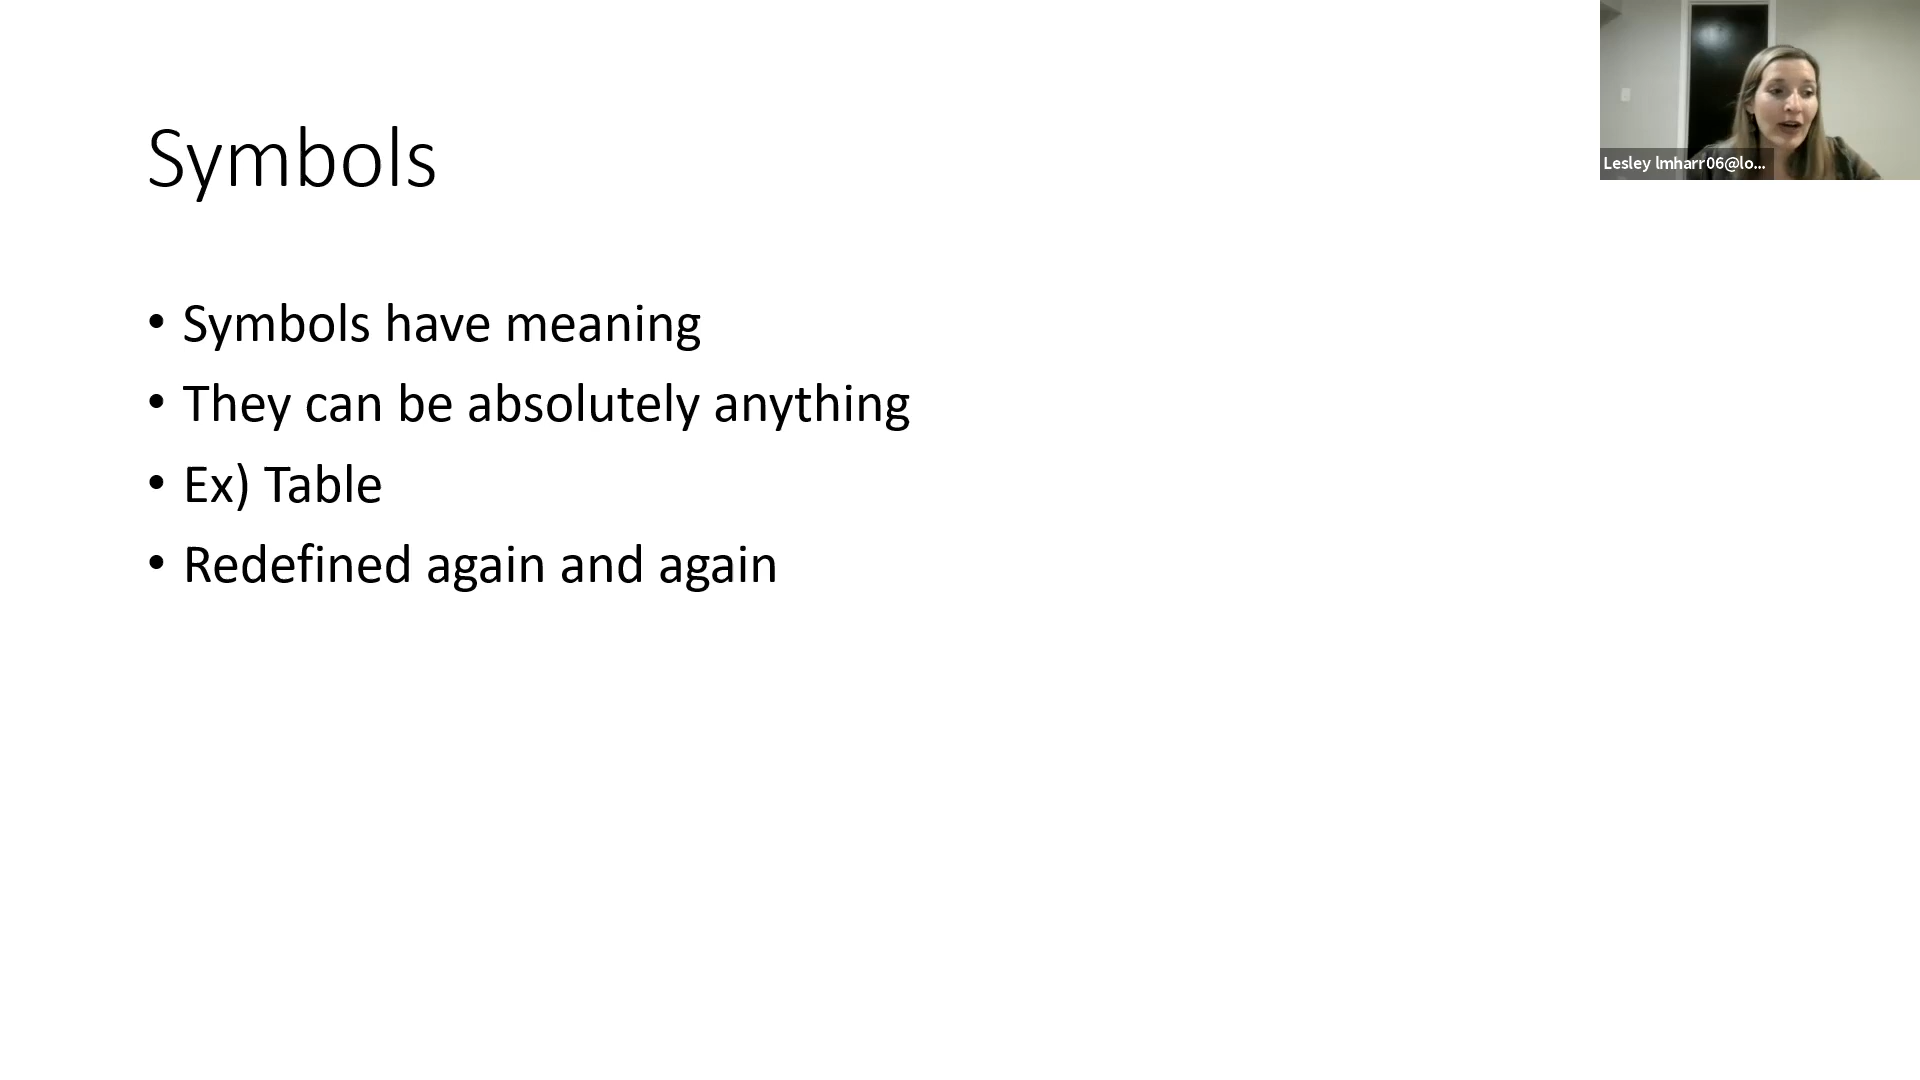 Symbols
• Symbols have meaning
• They can be absolutely anything
• Ex) Table
• Redefined again and again
Lesley lmharr06@lo...